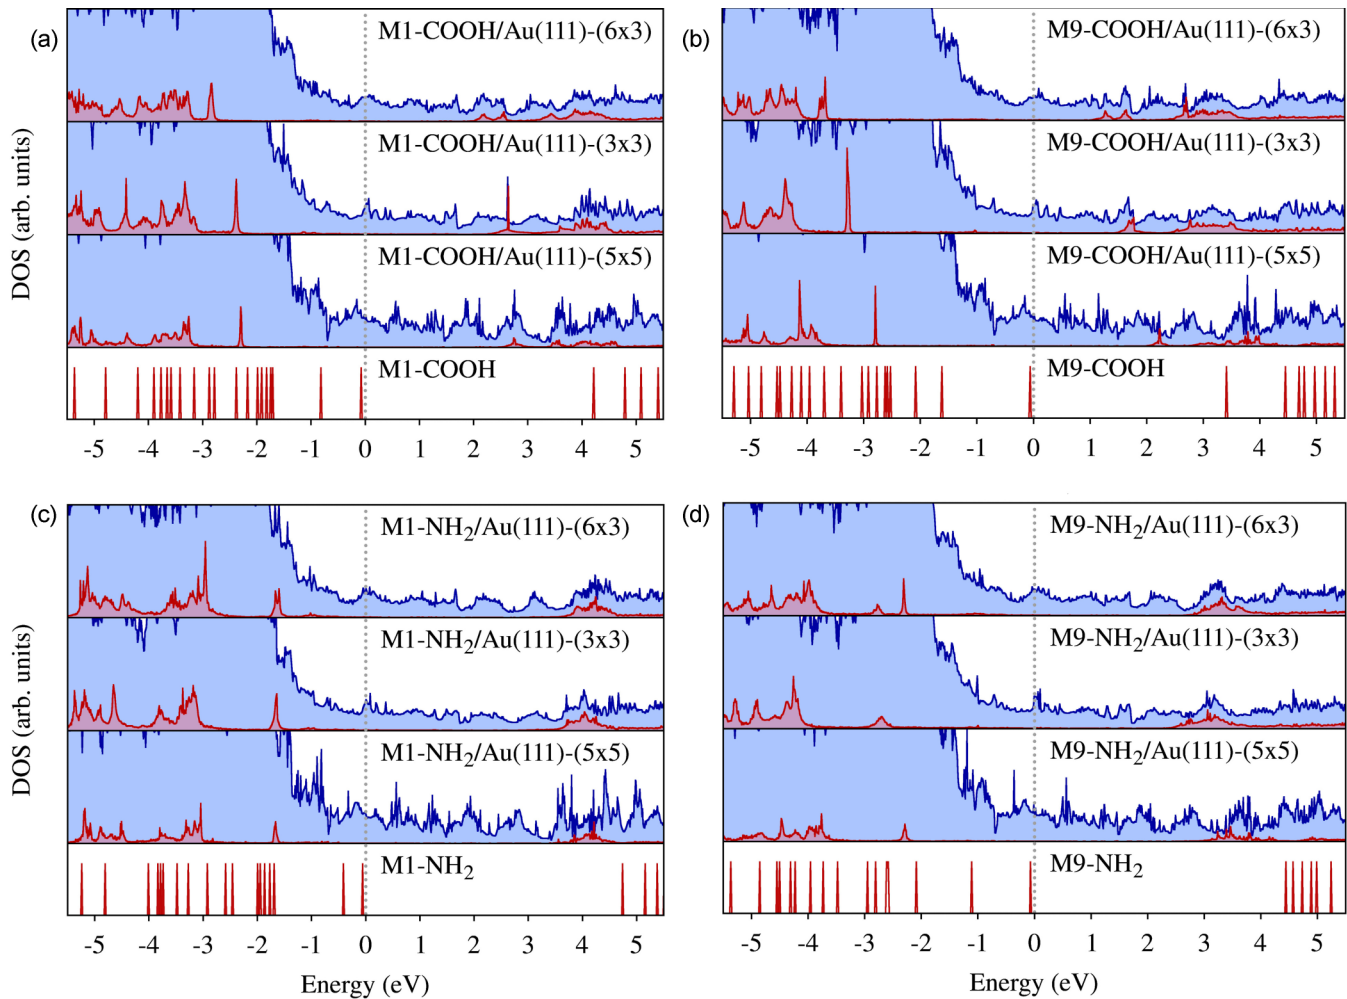 (a)
M1-COOH/Au(111)-(6x3)
M1-COOH/Au(111)-(3x3)
M1-COOH/Au(111)-(5x5)
M1-COOH
DOS (arb. units)
-5 -4 -3 -2 -1 0 1 2 3 4 5
(b)
M9-COOH/Au(111)-(6x3)
M9-COOH/Au(111)-(3x3)
M9-COOH/Au(111)-(5x5)
M9-COOH
-5 -4 -3 -2 -1 0 1 2 3 4 5
(c)
M1-NH2/Au(111)-(6x3)
M1-NH2/Au(111)-(3x3)
M1-NH2/Au(111)-(5x5)
M1-NH2
DOS (arb. units)
-5 -4 -3 -2 -1 0 1 2 3 4 5
Energy (eV)
(d)
M9-NH2/Au(111)-(6x3)
M9-NH2/Au(111)-(3x3)
M9-NH2/Au(111)-(5x5)
M9-NH2
-5 -4 -3 -2 -1 0 1 2 3 4 5
Energy (eV)